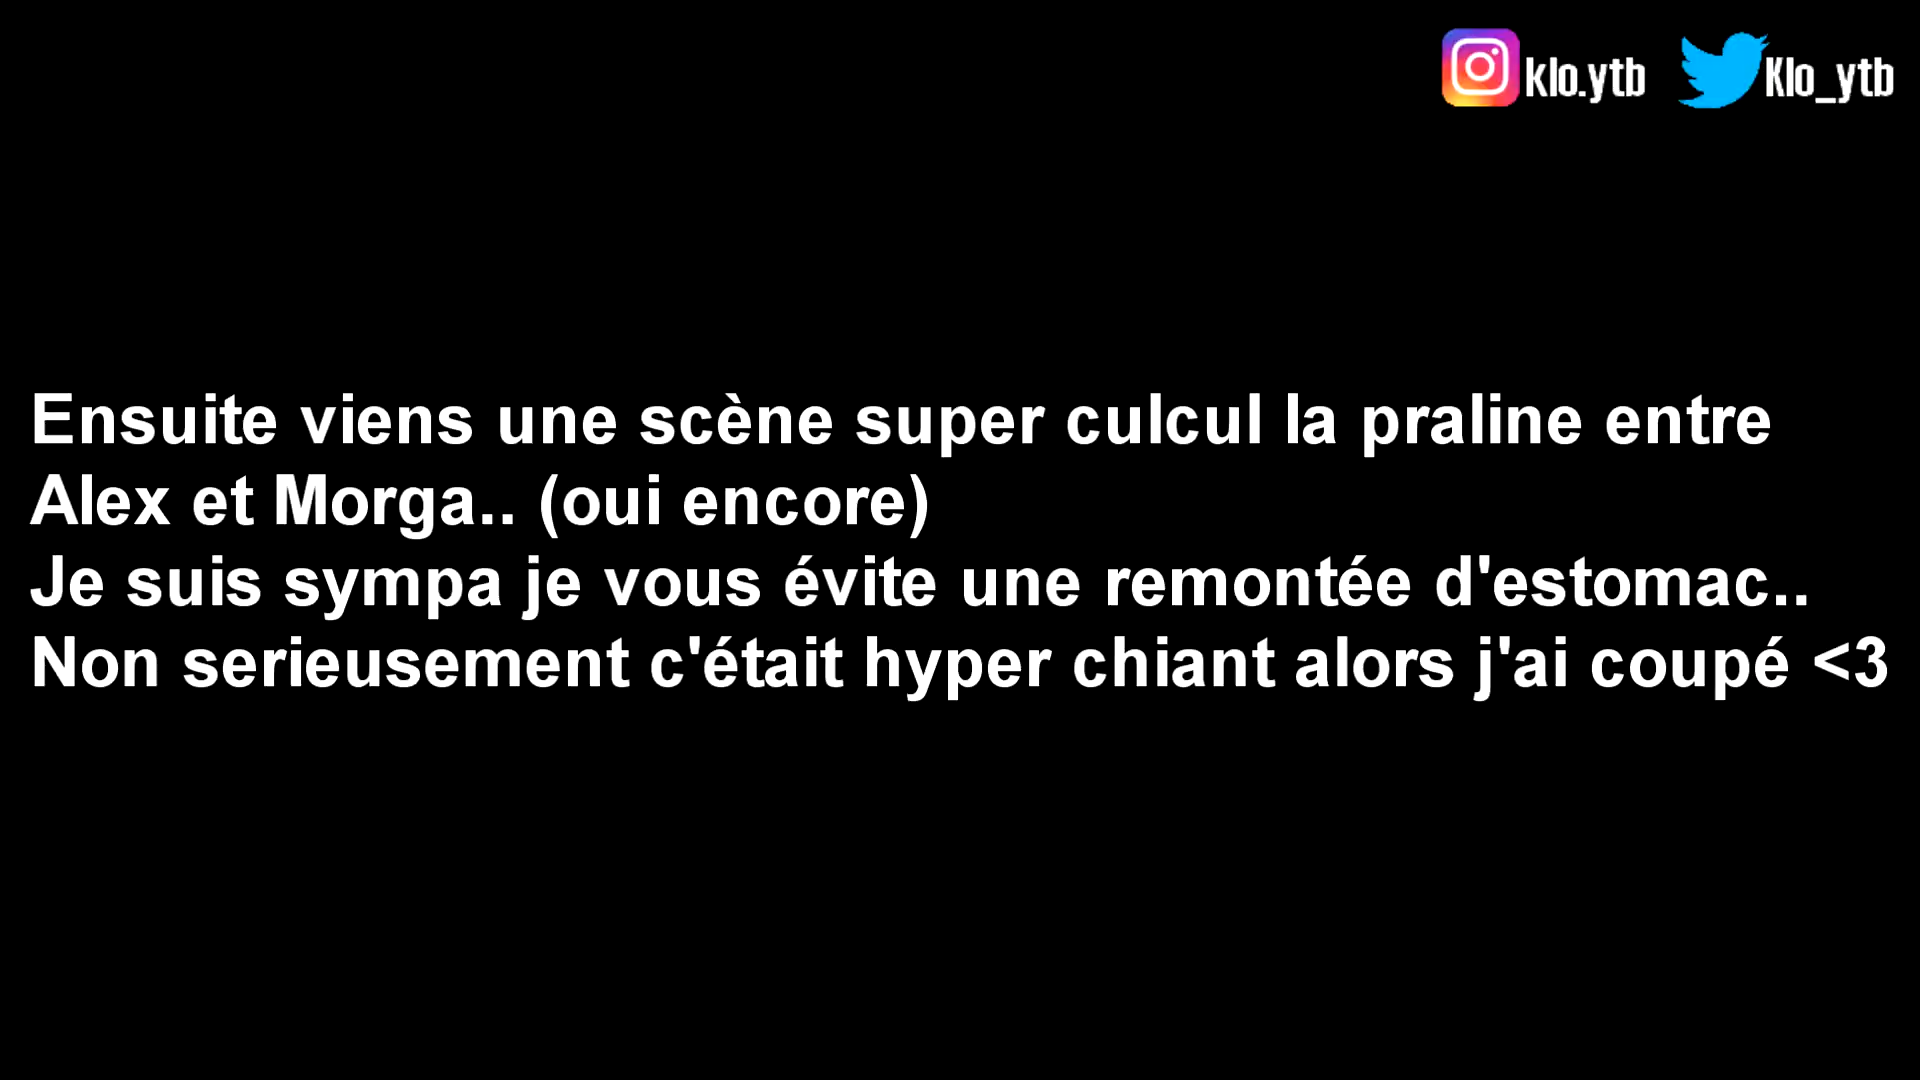 klo.ytb Klo_ytb
Ensuite viens une scène super culcul la praline entre
Alex et Morga.. (oui encore)
Je suis sympa je vous évite une remontée d'estomac..
Non serieusement c'était hyper chiant alors j'ai coupé <3